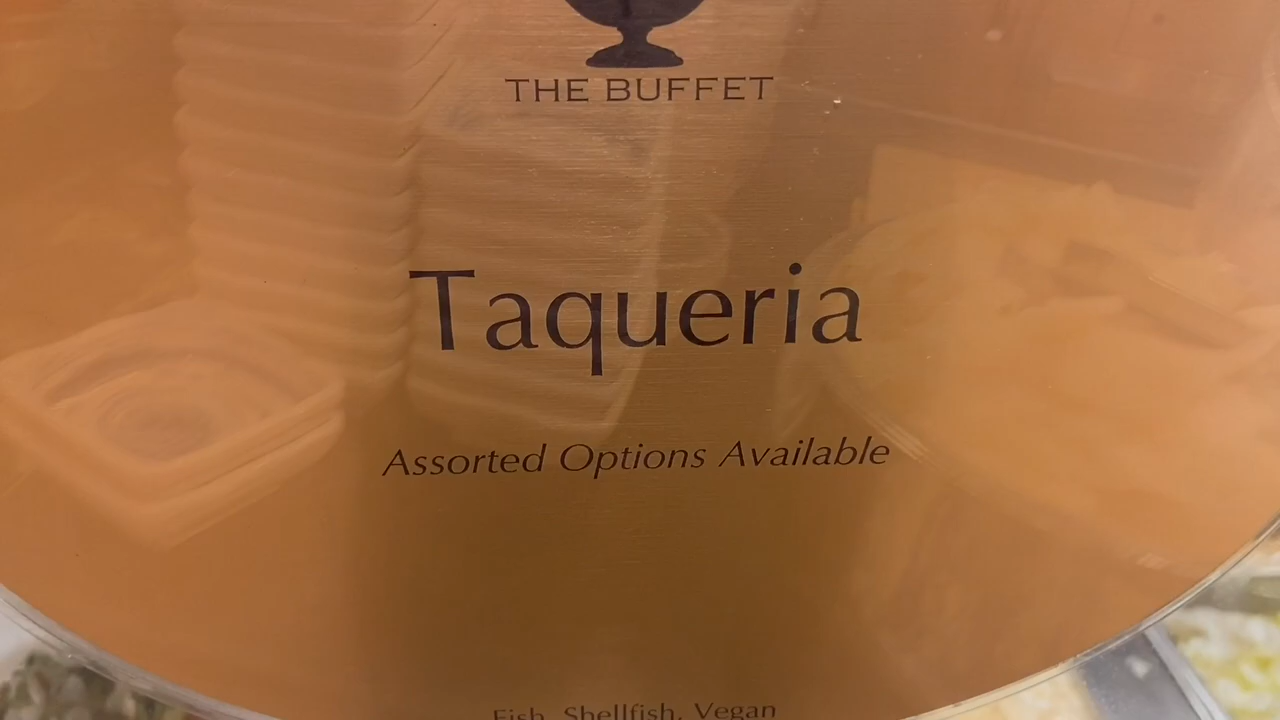 THE BUFFET
Taqueria
Assorted Options Available
Fish, Shellfish, Vegan